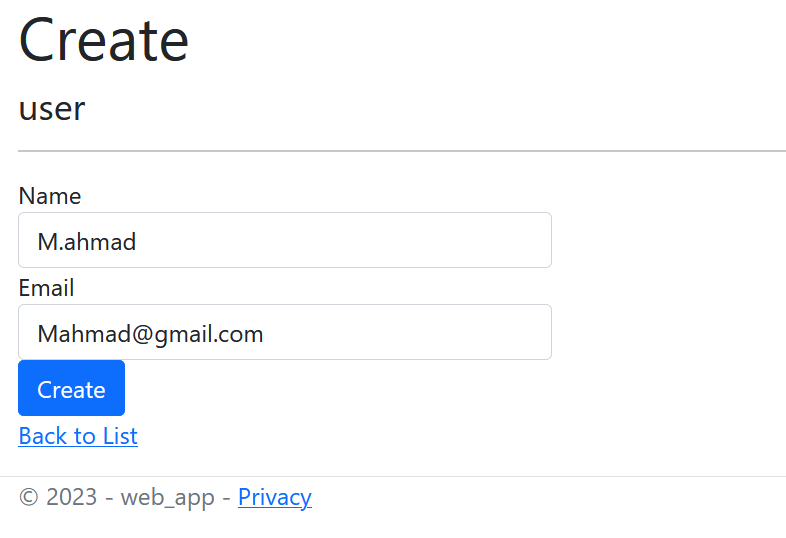 Create
user
Name
M.ahmad
Email
Mahmad@gmail.com
Create
Back to List
© 2023 - web_app - Privacy